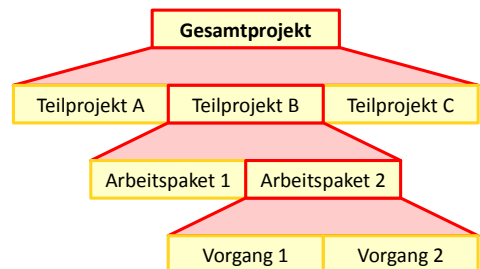 Gesamtprojekt
Teilprojekt A
Teilprojekt B
Teilprojekt C
Arbeitspaket 1
Arbeitspaket 2
Vorgang 1
Vorgang 2